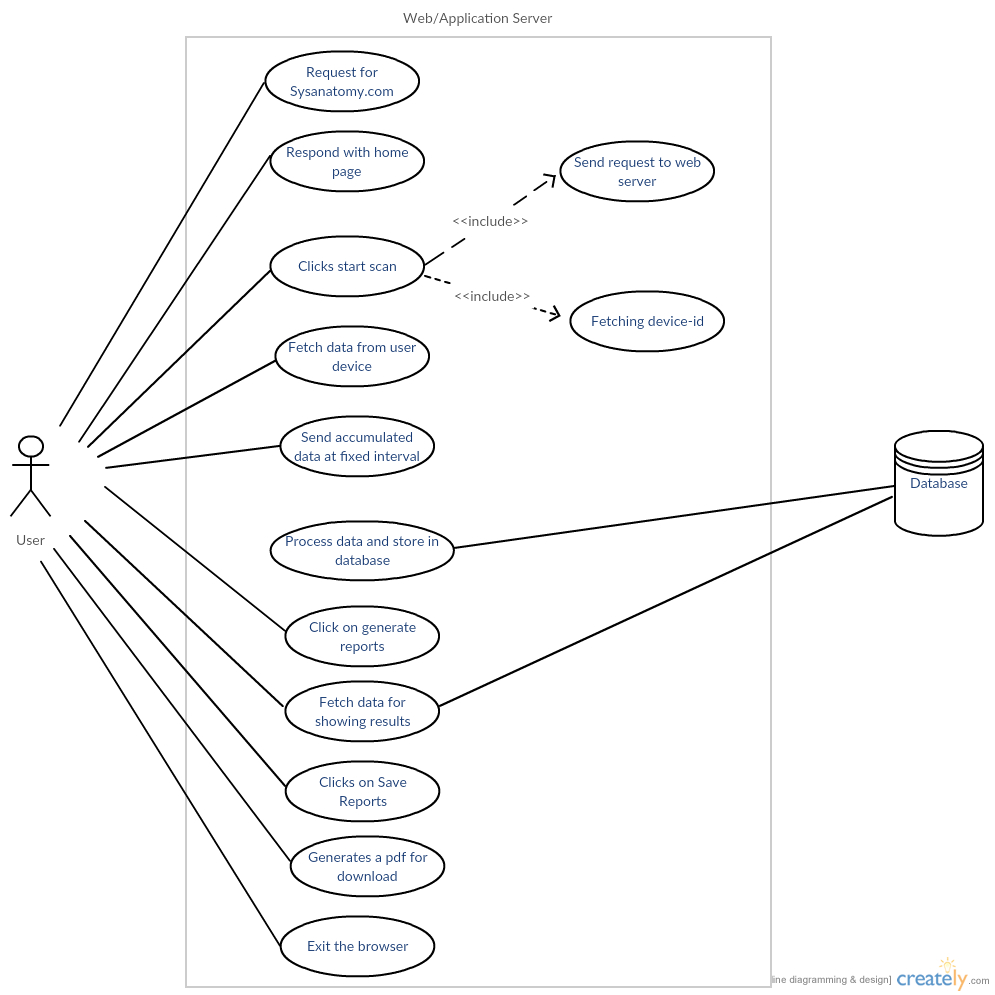 Web/Application Server
Request for
Sysanatomy.com
Respond with home
page
Send request to web
server
<<include>>
Clicks start scan
<<include>>
Fetching device-id
Fetch data from user
device
Send accumulated
data at fixed interval
Database
User
Process data and store in
database
Click on generate
reports
Fetch data for
showing results
Clicks on Save
Reports
Generates a pdf for
download
Exit the browser
line diagramming & design]
creately.com